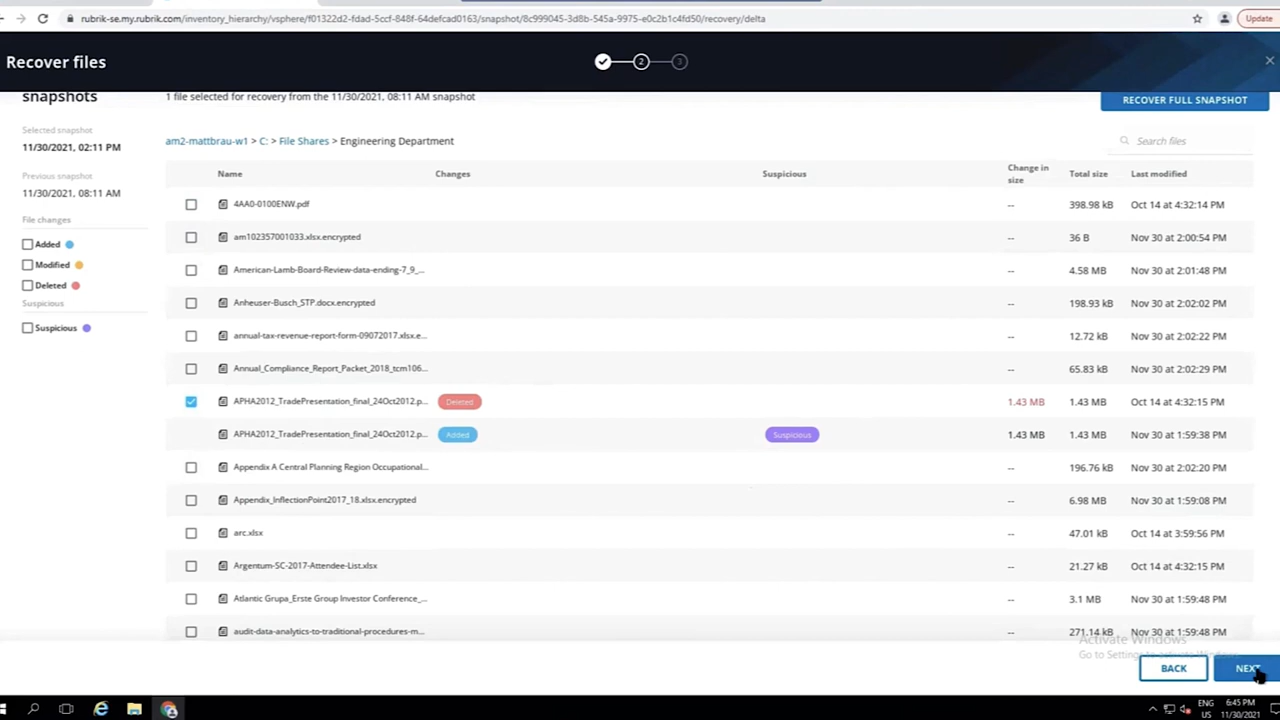 rubrik-se.my.rubrik.com/inventory_hierarchy/vsphere/f01322d2-fdad-5ccf-848f-64defcad0163/snapshot/8c999045-3d8b-545a-9975-e0c2b1c4fd50/recovery/delta
Update
Recover files
2
3
snapshots
1 file selected for recovery from the 11/30/2021, 08:11 AM snapshot
RECOVER FULL SNAPSHOT
Selected snapshot
11/30/2021, 02:11 PM
Previous snapshot
11/30/2021, 08:11 AM
File changes
Added
Modified
Deleted
Suspicious
Suspicious
am2-mattbrau-w1 > C: > File Shares > Engineering Department
Search files
Name Changes Suspicious Change in size Total size Last modified
4AA0-0100ENW.pdf -- 398.98 kB Oct 14 at 4:32:14 PM
am102357001033.xlsx.encrypted -- 36 B Nov 30 at 2:00:54 PM
American-Lamb-Board-Review-data-ending-7_9_... -- 4.58 MB Nov 30 at 2:01:48 PM
Anheuser-Busch_STP.docx.encrypted -- 198.93 kB Nov 30 at 2:02:02 PM
annual-tax-revenue-report-form-09072017.xlsx.e... -- 12.72 kB Nov 30 at 2:02:22 PM
Annual_Compliance_Report_Packet_2018_tcm106... -- 65.83 kB Nov 30 at 2:02:29 PM
APHA2012_TradePresentation_final_24Oct2012.p... Deleted 1.43 MB 1.43 MB Oct 14 at 4:32:15 PM
APHA2012_TradePresentation_final_24Oct2012.p... Added Suspicious 1.43 MB 1.43 MB Nov 30 at 1:59:38 PM
Appendix A Central Planning Region Occupational... -- 196.76 kB Nov 30 at 2:02:20 PM
Appendix_InflectionPoint2017_18.xlsx.encrypted -- 6.98 MB Nov 30 at 1:59:08 PM
arc.xlsx -- 47.01 kB Oct 14 at 3:59:56 PM
Argentum-SC-2017-Attendee-List.xlsx -- 21.27 kB Oct 14 at 4:32:15 PM
Atlantic Grupa_Erste Group Investor Conference_... -- 3.1 MB Nov 30 at 1:59:48 PM
audit-data-analytics-to-traditional-procedures-m... -- 271.14 kB Nov 30 at 1:59:48 PM
Activate Windows
Go to Settings to activate Windows.
BACK
NEXT
ENG
US
6:45 PM
11/30/2021